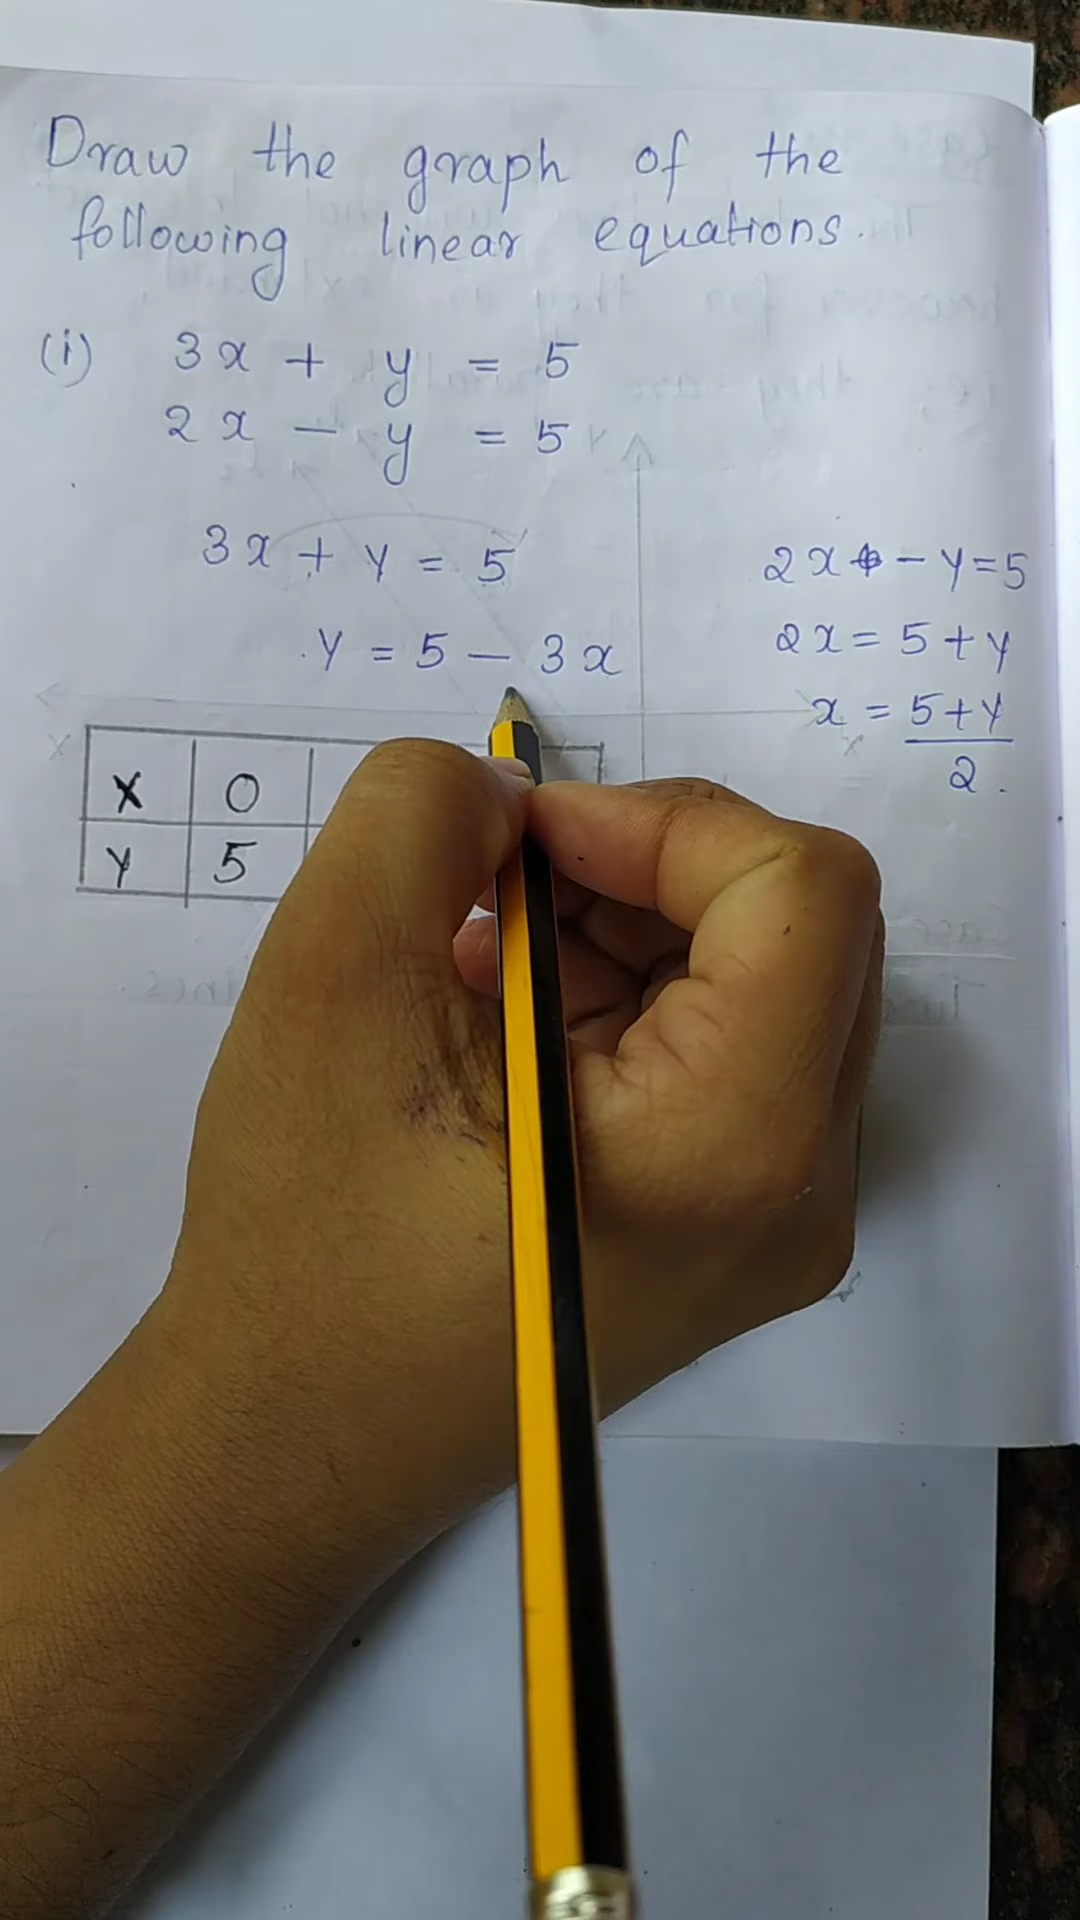 Draw the graph of the
following linear equations.
(i) 3x + y = 5
2x - y = 5
3x + y = 5
y = 5 - 3x
2x - y = 5
2x = 5 + y
x = 5+y
2.
X 0
Y 5